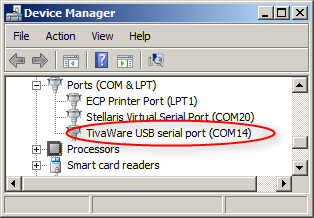 Device Manager
File Action View Help
Ports (COM & LPT)
ECP Printer Port (LPT1)
Stellaris Virtual Serial Port (COM20)
TivaWare USB serial port (COM14)
Processors
Smart card readers